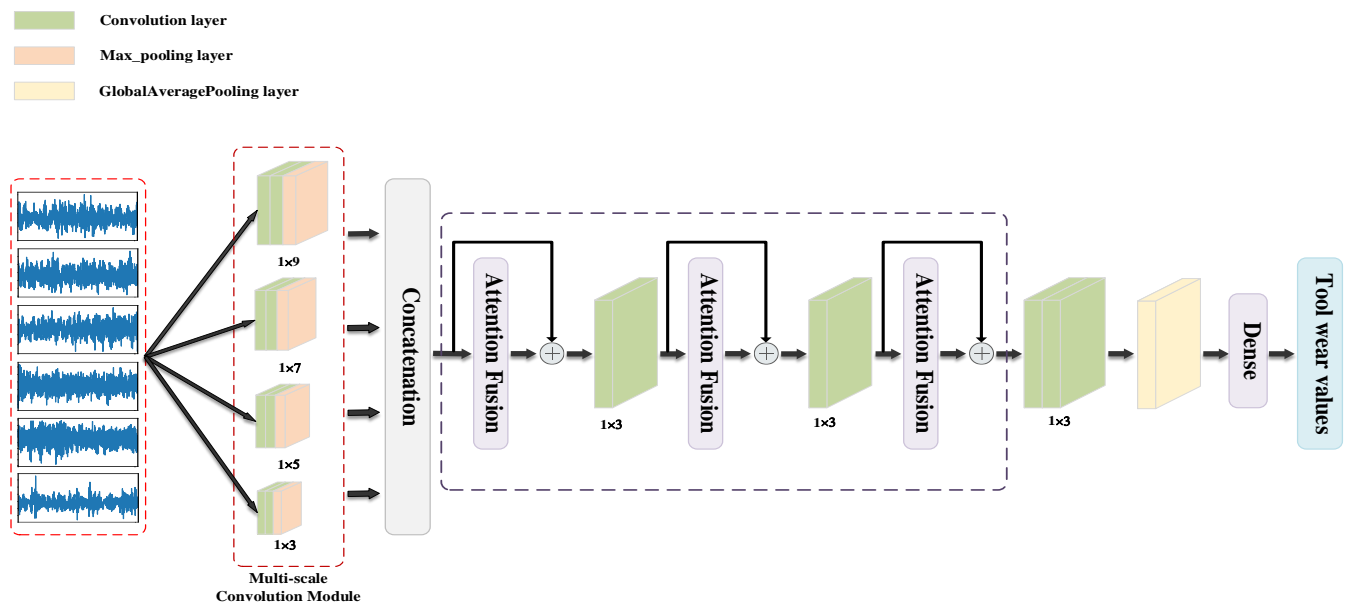 Convolution layer
Max_pooling layer
GlobalAveragePooling layer
1×9
1×7
1×5
1×3
Multi-scale
Convolution Module
Concatenation
Attention Fusion
1×3
Attention Fusion
1×3
Attention Fusion
1×3
Dense
Tool wear values